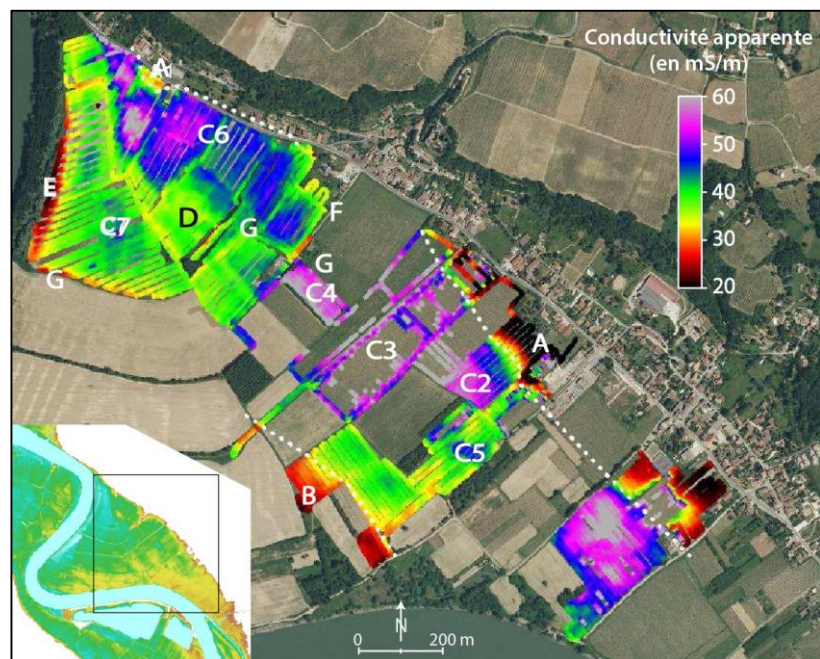 Conductivité apparente
(en mS/m)
60
50
40
30
20
A
C6
E
D
F
C7
G
G
G
C4
A
C3
C2
C5
B
N
0
200 m